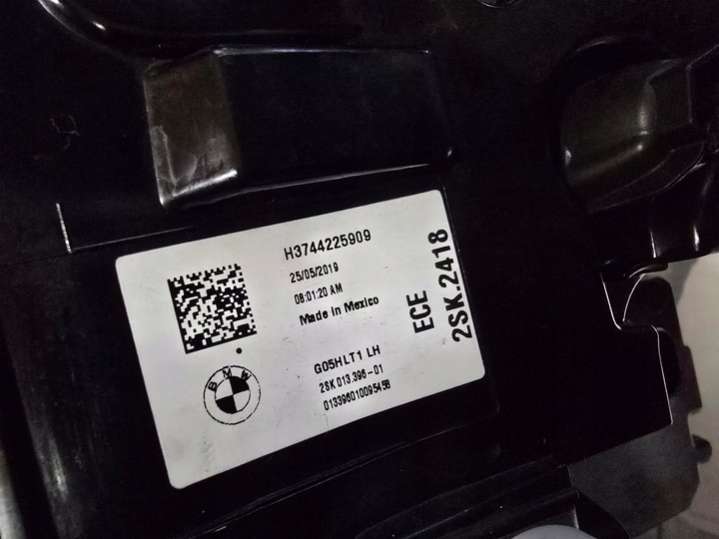 H3744225909
25/05/2019
08:01:20 AM
Made in Mexico
BMW
G05HLT1 LH
2SK 013.396-01
01339601009545B
ECE
2SK.2418